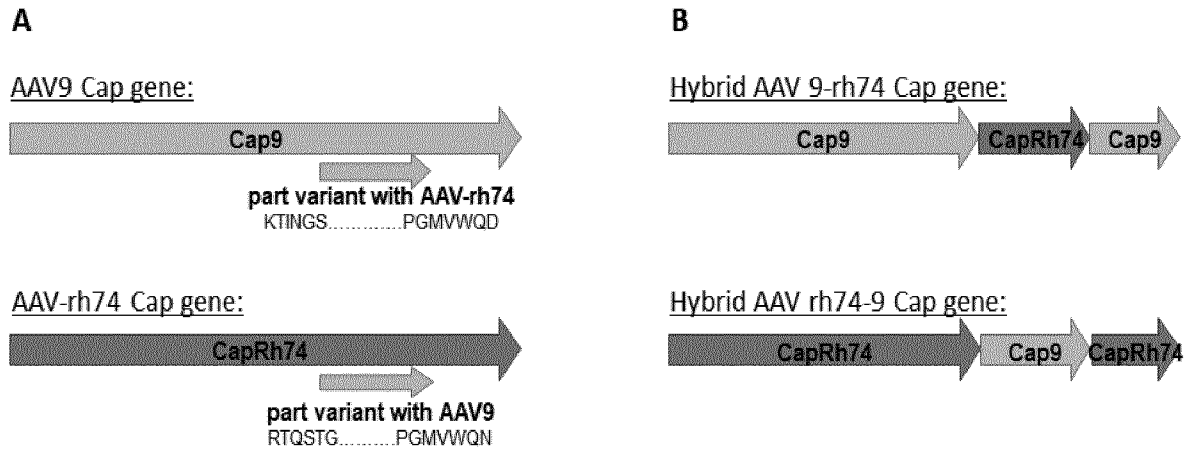 A
AAV9 Cap gene:
Cap9
part variant with AAV-rh74
KTINGS............PGMVWQD
AAV-rh74 Cap gene:
CapRh74
part variant with AAV9
RTQSTG..........PGMVWQN
B
Hybrid AAV 9-rh74 Cap gene:
Cap9 CapRh74 Cap9
Hybrid AAV rh74-9 Cap gene:
CapRh74 Cap9 CapRh74